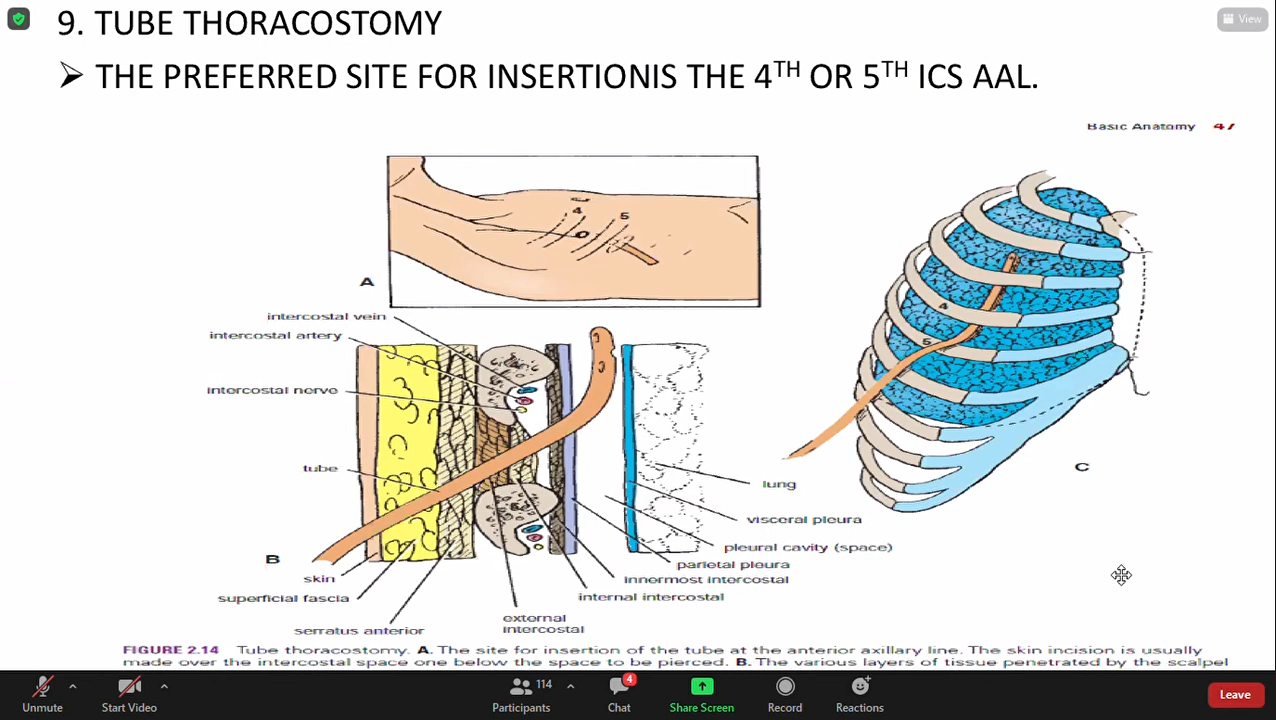 View
9. TUBE THORACOSTOMY
➢ THE PREFERRED SITE FOR INSERTIONIS THE 4TH OR 5TH ICS AAL.
Basic Anatomy 47
4
5
A
intercostal vein
intercostal artery
intercostal nerve
tube
B
skin
superficial fascia
serratus anterior
external
intercostal
internal intercostal
innermost intercostal
parietal pleura
pleural cavity (space)
visceral pleura
lung
4
5
C
FIGURE 2.14 Tube thoracostomy. A. The site for insertion of the tube at the anterior axillary line. The skin incision is usually
made over the intercostal space one below the space to be pierced. B. The various layers of tissue penetrated by the scalpel
Unmute
Start Video
Participants
114
Chat
4
Share Screen
Record
Reactions
Leave